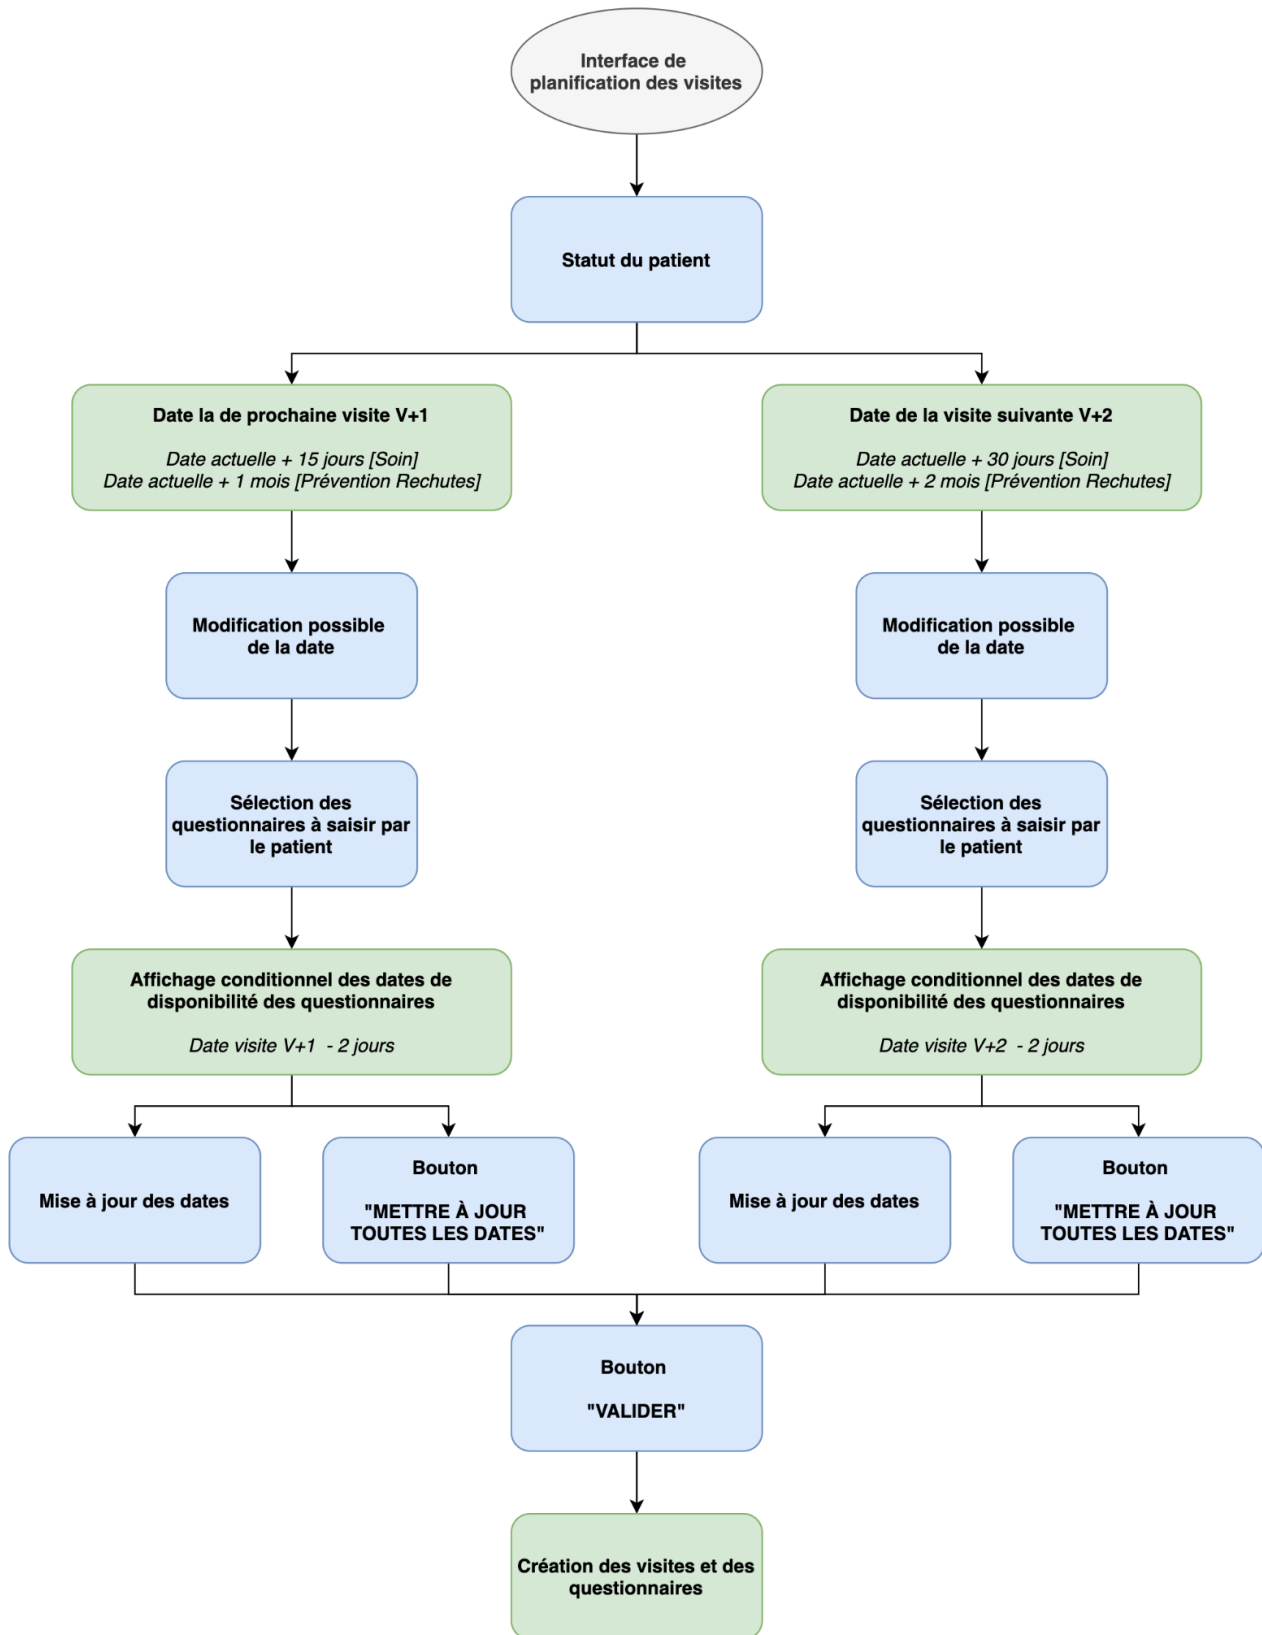 Interface de
planification des visites
Statut du patient
Date la de prochaine visite V+1
Date actuelle + 15 jours [Soin]
Date actuelle + 1 mois [Prévention Rechutes]
Date de la visite suivante V+2
Date actuelle + 30 jours [Soin]
Date actuelle + 2 mois [Prévention Rechutes]
Modification possible
de la date
Modification possible
de la date
Sélection des
questionnaires à saisir par
le patient
Sélection des
questionnaires à saisir par
le patient
Affichage conditionnel des dates de
disponibilité des questionnaires
Date visite V+1 - 2 jours
Affichage conditionnel des dates de
disponibilité des questionnaires
Date visite V+2 - 2 jours
Mise à jour des dates
Bouton
"METTRE À JOUR
TOUTES LES DATES"
Mise à jour des dates
Bouton
"METTRE À JOUR
TOUTES LES DATES"
Bouton
"VALIDER"
Création des visites et des
questionnaires